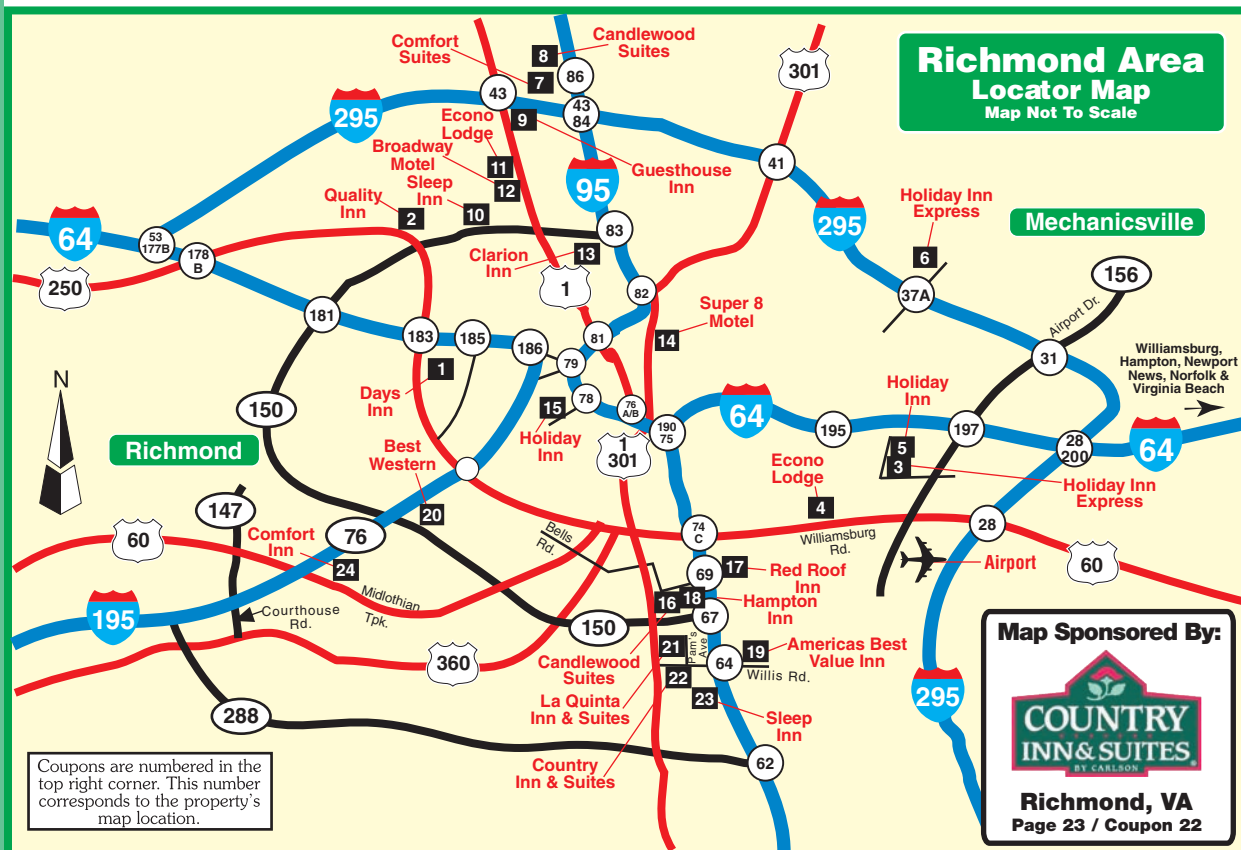 Richmond Area
Locator Map
Map Not To Scale
Comfort
Suites
8
Candlewood
Suites
7
86
301
43
43
84
295
Econo
Lodge
9
Broadway
Motel
11
Guesthouse
Inn
41
Sleep
Inn
12
95
Quality
Inn
2
10
295
Holiday Inn
Express
Mechanicsville
64
53
177B
178
B
83
6
Clarion
Inn
13
156
250
1
82
37A
Airport Dr.
181
Super 8
Motel
183
185
186
81
14
31
79
Williamsburg,
Hampton, Newport
News, Norfolk &
Virginia Beach
N
1
Days
Inn
Holiday
Inn
150
15
78
76
A/B
64
Richmond
Holiday
Inn
190
75
195
197
28
200
64
Best
Western
1
301
5
3
Econo
Lodge
Holiday Inn
Express
147
20
4
76
Bells
Rd.
74
C
Williamsburg
Rd.
28
60
Comfort
Inn
24
Airport
60
69
17
Red Roof
Inn
Midlothian
Tpk.
16
18
Hampton
Inn
195
Courthouse
Rd.
150
67
21
Pam's
Ave
19
Americas Best
Value Inn
360
Candlewood
Suites
64
Willis Rd.
22
La Quinta
Inn & Suites
23
Sleep
Inn
295
288
Country
Inn & Suites
62
Coupons are numbered in the
top right corner. This number
corresponds to the property's
map location.
Map Sponsored By:
COUNTRY
INN & SUITES
BY CARLSON
Richmond, VA
Page 23 / Coupon 22